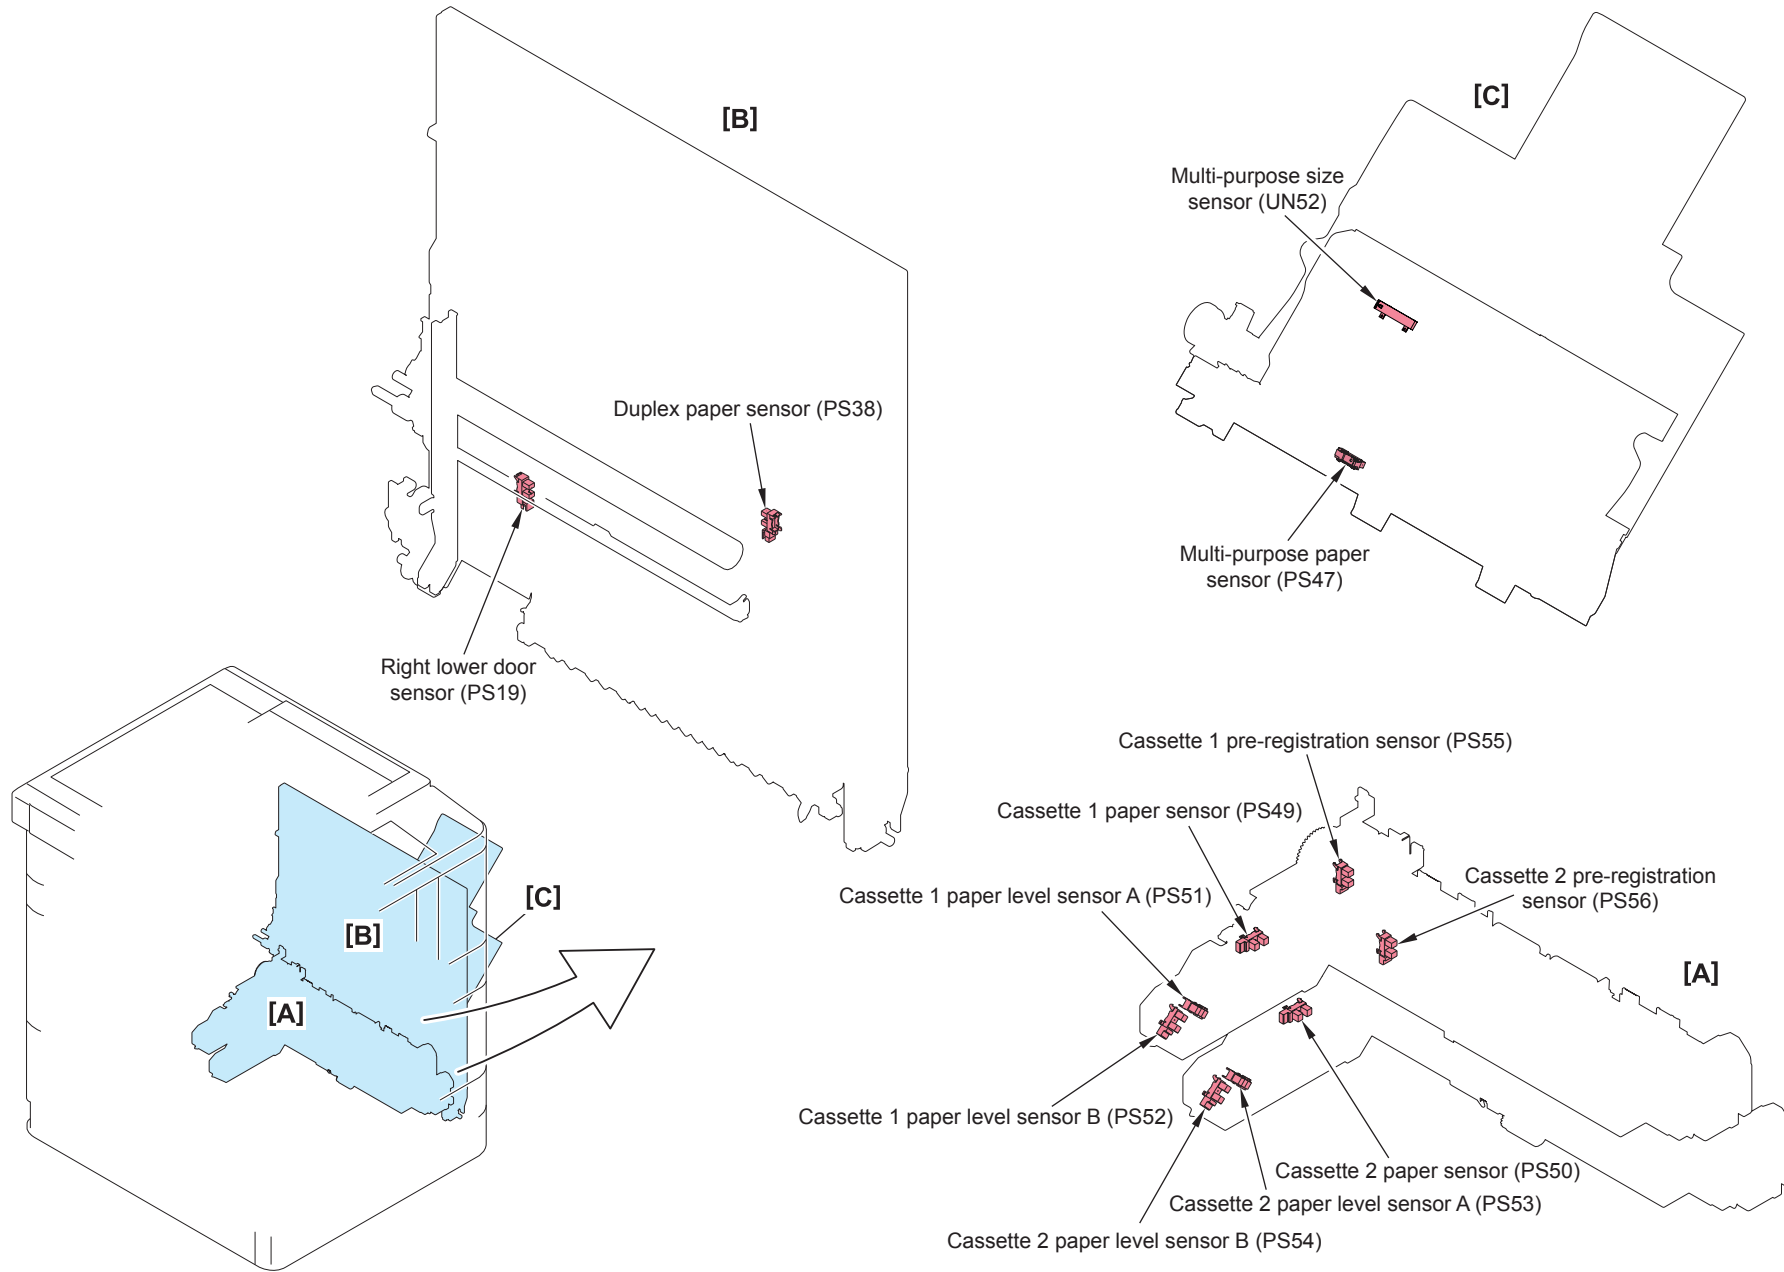 [B]
[C]
Multi-purpose size
sensor (UN52)
Duplex paper sensor (PS38)
Multi-purpose paper
sensor (PS47)
Right lower door
sensor (PS19)
Cassette 1 pre-registration sensor (PS55)
Cassette 1 paper sensor (PS49)
Cassette 1 paper level sensor A (PS51)
Cassette 2 pre-registration
sensor (PS56)
[C]
[B]
[A]
[A]
Cassette 1 paper level sensor B (PS52)
Cassette 2 paper sensor (PS50)
Cassette 2 paper level sensor A (PS53)
Cassette 2 paper level sensor B (PS54)